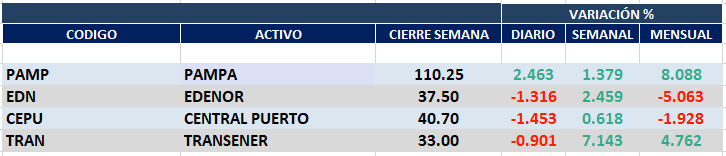 VARIACIÓN %
CODIGO ACTIVO CIERRE SEMANA DIARIO SEMANAL MENSUAL
PAMP PAMPA 110.25 2.463 1.379 8.088
EDN EDENOR 37.50 -1.316 2.459 -5.063
CEPU CENTRAL PUERTO 40.70 -1.453 0.618 -1.928
TRAN TRANSENER 33.00 -0.901 7.143 4.762